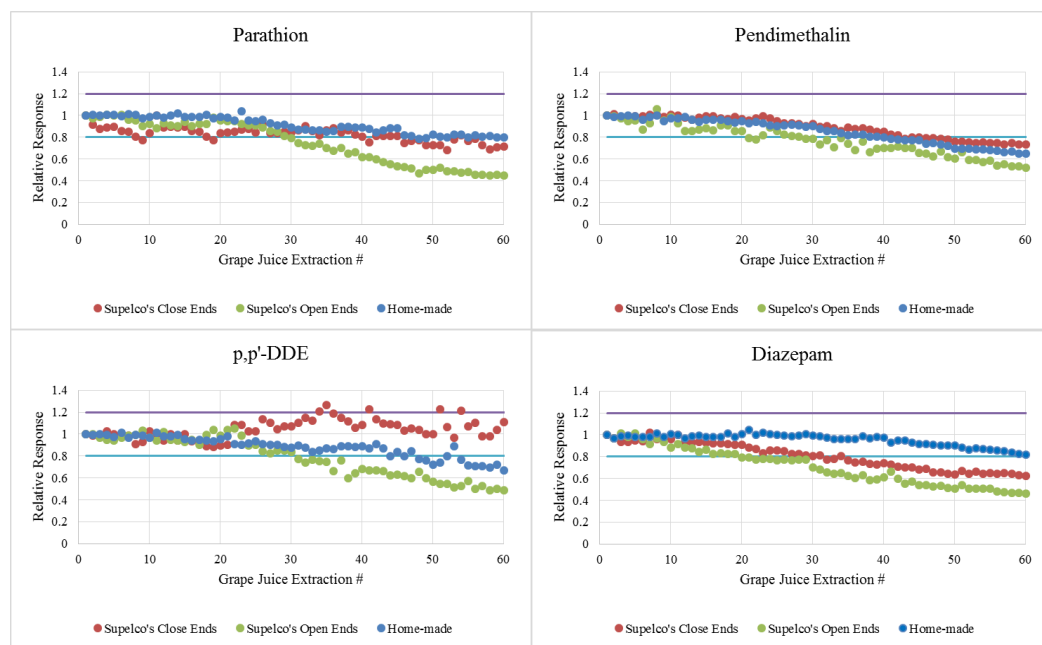 Parathion
Relative Response
1.4
1.2
1
0.8
0.6
0.4
0.2
0
0 10 20 30 40 50 60
Grape Juice Extraction #
Supelco's Close Ends Supelco's Open Ends Home-made
Pendimethalin
Relative Response
1.4
1.2
1
0.8
0.6
0.4
0.2
0
0 10 20 30 40 50 60
Grape Juice Extraction #
Supelco's Close Ends Supelco's Open Ends Home-made
p,p'-DDE
Relative Response
1.4
1.2
1
0.8
0.6
0.4
0.2
0
0 10 20 30 40 50 60
Grape Juice Extraction #
Supelco's Close Ends Supelco's Open Ends Home-made
Diazepam
Relative Response
1.4
1.2
1
0.8
0.6
0.4
0.2
0
0 10 20 30 40 50 60
Grape Juice Extraction #
Supelco's Close Ends Supelco's Open Ends Home-made